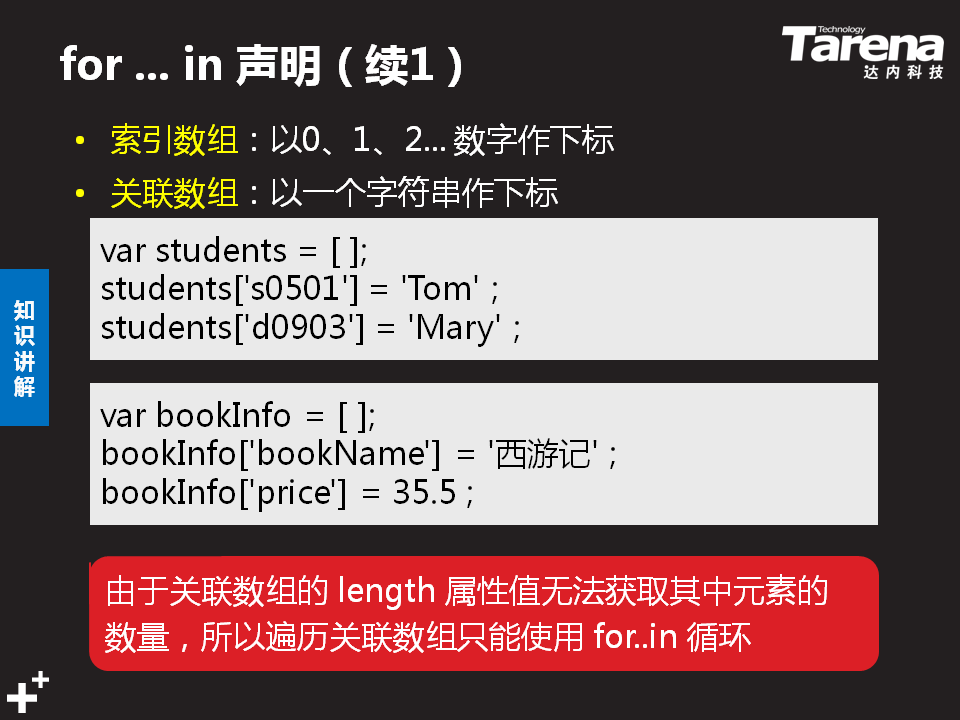 for ... in 声明（续1）
Technology
Tarena
达内科技
• 索引数组：以0、1、2... 数字作下标
• 关联数组：以一个字符串作下标
var students = [ ];
students['s0501'] = 'Tom' ;
students['d0903'] = 'Mary' ;
知
识
讲
解
var bookInfo = [ ];
bookInfo['bookName'] = '西游记' ;
bookInfo['price'] = 35.5 ;
由于关联数组的 length 属性值无法获取其中元素的
数量，所以遍历关联数组只能使用 for..in 循环